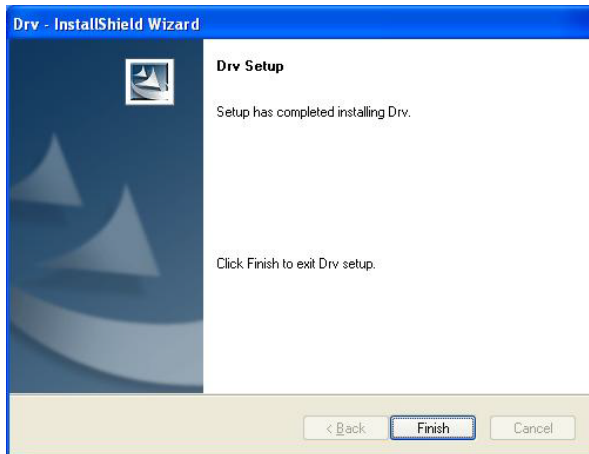 Drv - InstallShield Wizard
Drv Setup
Setup has completed installing Drv.
Click Finish to exit Drv setup.
< Back Finish Cancel